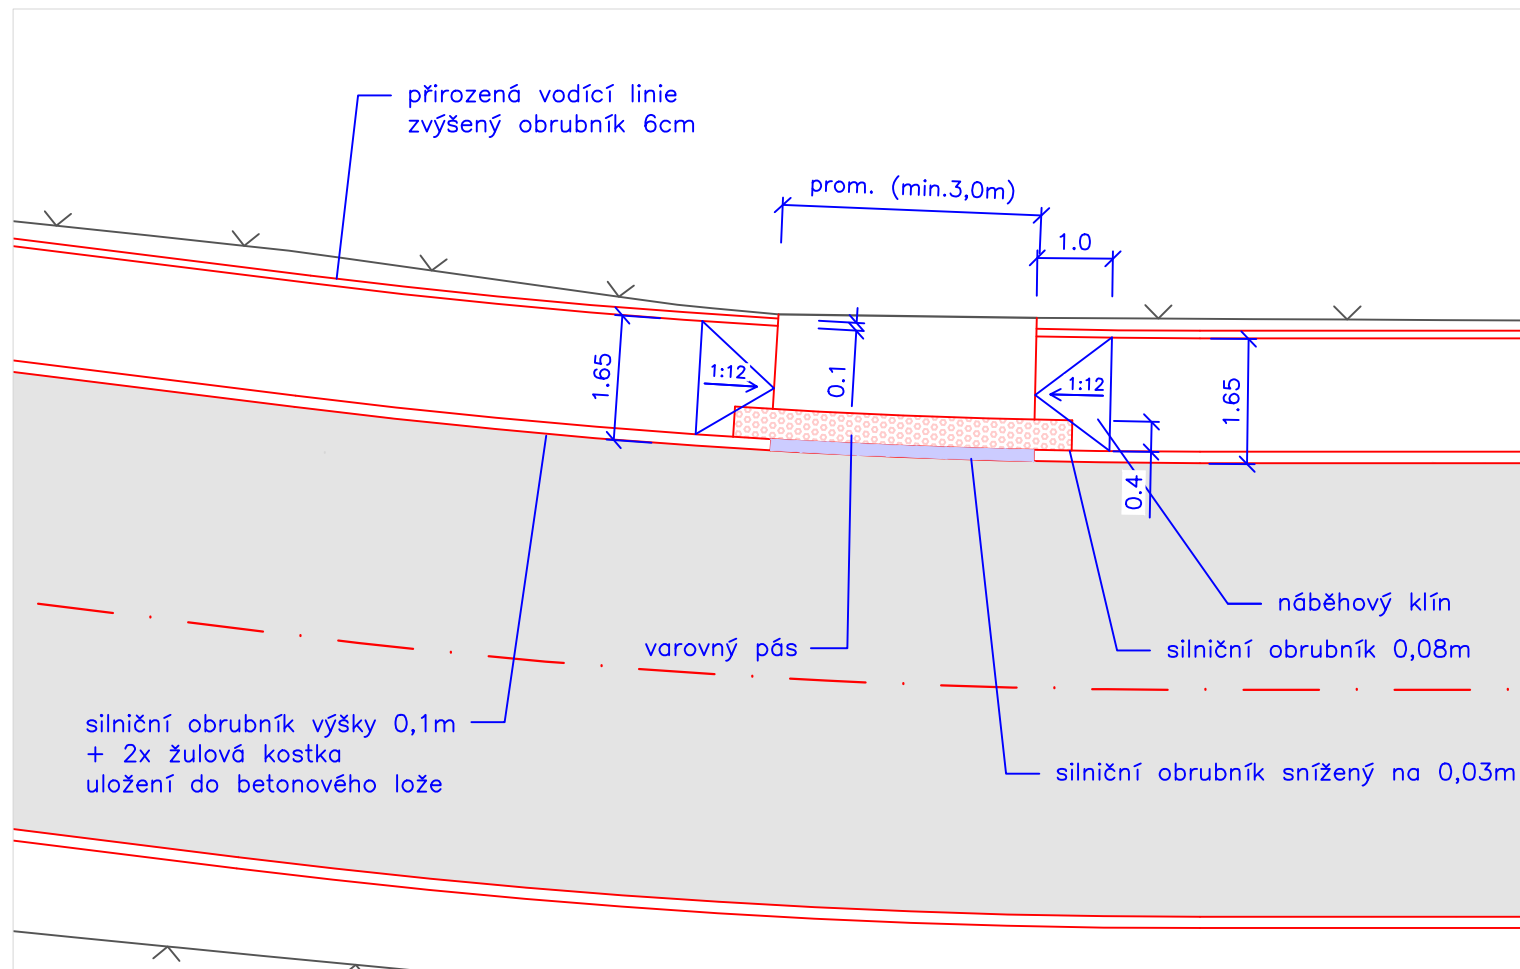 přirozená vodící linie
zvýšený obrubník 6cm
prom. (min.3,0m)
1.0
1.65
1:12
0.1
1:12
1.65
0.4
náběhový klín
varovný pás
silniční obrubník 0,08m
silniční obrubník výšky 0,1m
+ 2x žulová kostka
uložení do betonového lože
silniční obrubník snížený na 0,03m